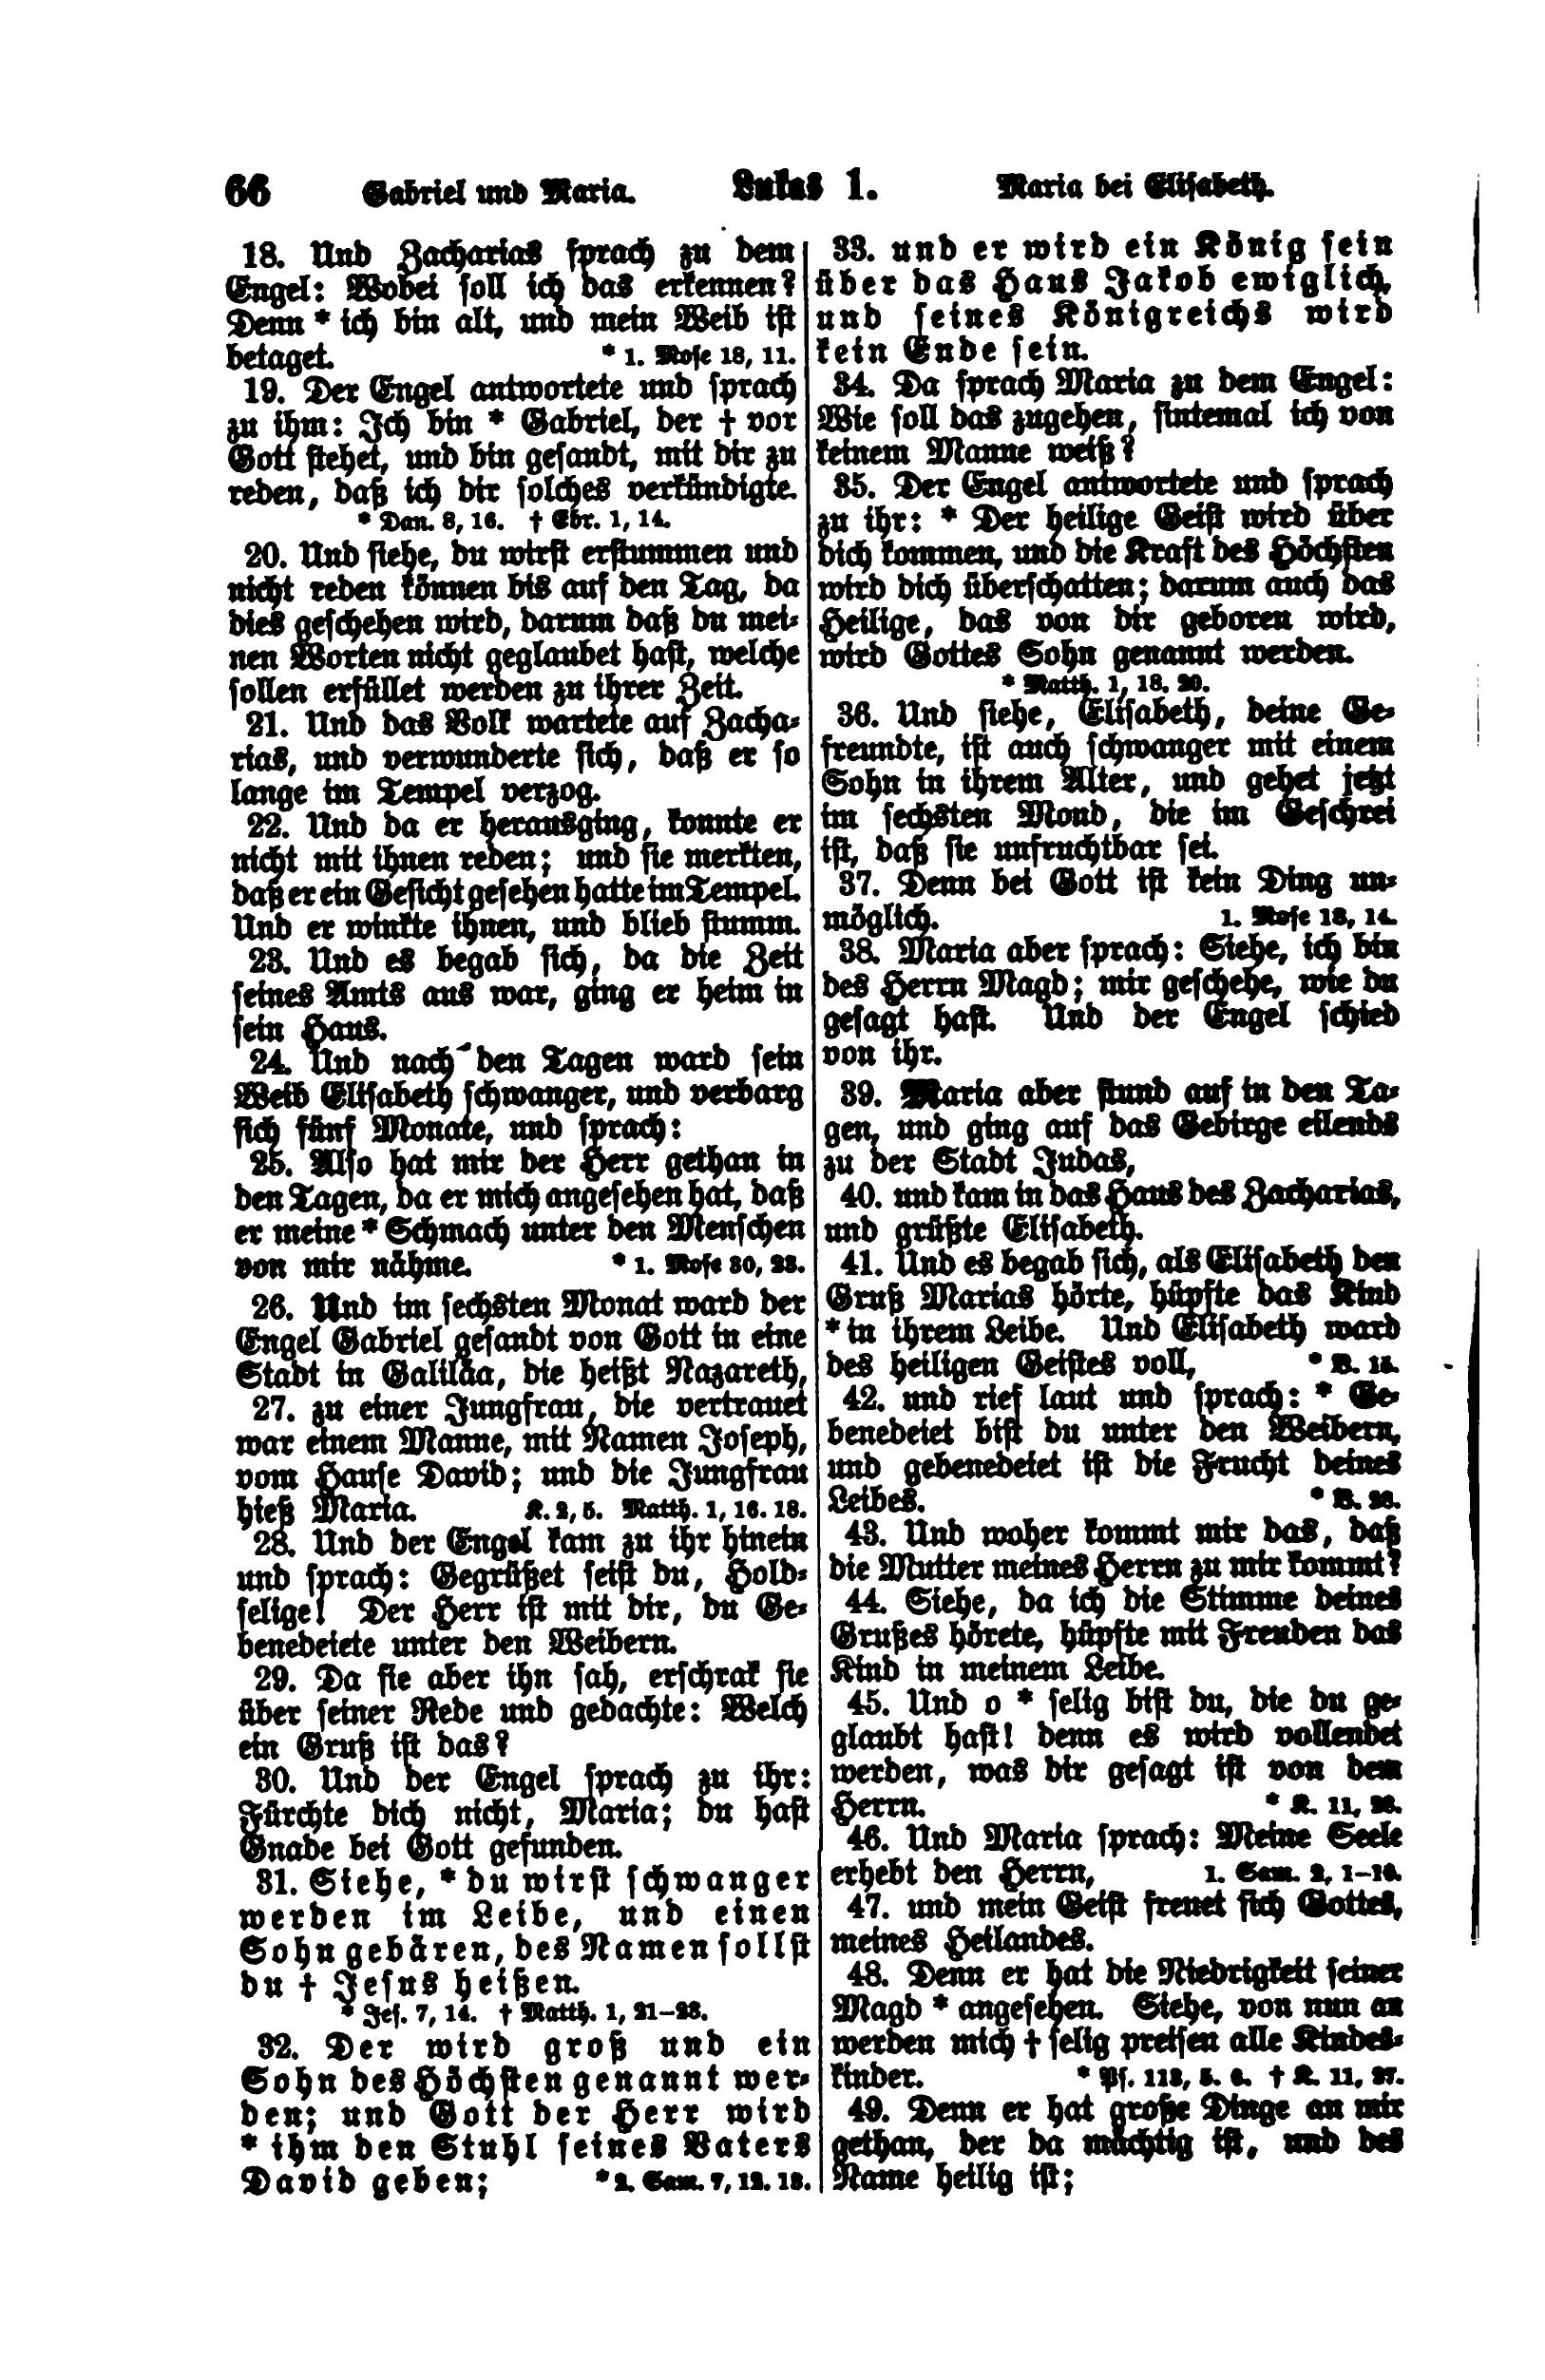 66 Gabriel und Maria. Lukas 1. Maria bei Elisabeth.
18. Und Zacharias sprach zu dem
Engel: Wobei soll ich das erkennen?
Denn * ich bin alt, und mein Weib ist
betaget. * 1. Mose 18, 11.
19. Der Engel antwortete und sprach
zu ihm: Ich bin * Gabriel, der † vor
Gott stehet, und bin gesandt, mit dir zu
reden, daß ich dir solches verkündigte.
* Dan. 8, 16. † Ebr. 1, 14.
20. Und siehe, du wirst erstummen und
nicht reden können bis auf den Tag, da
dies geschehen wird, darum daß du mei-
nen Worten nicht geglaubet hast, welche
sollen erfüllet werden zu ihrer Zeit.
21. Und das Volk wartete auf Zacha-
rias, und verwunderte sich, daß er so
lange im Tempel verzog.
22. Und da er herausging, konnte er
nicht mit ihnen reden; und sie merkten,
daß er ein Gesicht gesehen hatte im Tempel.
Und er winkte ihnen, und blieb stumm.
23. Und es begab sich, da die Zeit
seines Amts aus war, ging er heim in
sein Haus.
24. Und nach den Tagen ward sein
Weib Elisabeth schwanger, und verbarg
sich fünf Monate, und sprach:
25. Also hat mir der Herr gethan in
den Tagen, da er mich angesehen hat, daß
er meine * Schmach unter den Menschen
von mir nähme. * 1. Mose 30, 23.
26. Und im sechsten Monat ward der
Engel Gabriel gesandt von Gott in eine
Stadt in Galiläa, die heißt Nazareth,
27. zu einer Jungfrau, die vertrauet
war einem Manne, mit Namen Joseph,
vom Hause David; und die Jungfrau
hieß Maria. K. 2, 5. Matth. 1, 16. 18.
28. Und der Engel kam zu ihr hinein
und sprach: Gegrüßet seist du, Hold-
selige! Der Herr ist mit dir, du Ge-
benedeiete unter den Weibern.
29. Da sie aber ihn sah, erschrak sie
über seiner Rede und gedachte: Welch
ein Gruß ist das?
30. Und der Engel sprach zu ihr:
Fürchte dich nicht, Maria; du hast
Gnade bei Gott gefunden.
31. Siehe, * du wirst schwanger
werden im Leibe, und einen
Sohn gebären, des Namen sollst
du † Jesus heißen.
* Jes. 7, 14. † Matth. 1, 21-23.
32. Der wird groß und ein
Sohn des Höchsten genannt wer-
den; und Gott der Herr wird
* ihm den Stuhl seines Vaters
David geben; * 2. Sam. 7, 12. 13.
33. und er wird ein König sein
über das Haus Jakob ewiglich,
und seines Königreichs wird
kein Ende sein.
34. Da sprach Maria zu dem Engel:
Wie soll das zugehen, sintemal ich von
keinem Manne weiß?
35. Der Engel antwortete und sprach
zu ihr: * Der heilige Geist wird über
dich kommen, und die Kraft des Höchsten
wird dich überschatten; darum auch das
Heilige, das von dir geboren wird,
wird Gottes Sohn genannt werden.
* Matth. 1, 18. 20.
36. Und siehe, Elisabeth, deine Ge-
freundte, ist auch schwanger mit einem
Sohn in ihrem Alter, und gehet jetzt
im sechsten Mond, die im Geschrei
ist, daß sie unfruchtbar sei.
37. Denn bei Gott ist kein Ding un-
möglich. 1. Mose 18, 14.
38. Maria aber sprach: Siehe, ich bin
des Herrn Magd; mir geschehe, wie du
gesagt hast. Und der Engel schied
von ihr.
39. Maria aber stund auf in den Ta-
gen, und ging auf das Gebirge eilends
zu der Stadt Judas,
40. und kam in das Haus des Zacharias,
und grüßte Elisabeth.
41. Und es begab sich, als Elisabeth den
Gruß Marias hörte, hüpfte das Kind
* in ihrem Leibe. Und Elisabeth ward
des heiligen Geistes voll, * V. 15.
42. und rief laut und sprach: * Ge-
benedeiet bist du unter den Weibern,
und gebenedeiet ist die Frucht deines
Leibes. * V. 28.
43. Und woher kommt mir das, daß
die Mutter meines Herrn zu mir kommt?
44. Siehe, da ich die Stimme deines
Grußes hörete, hüpfte mit Freuden das
Kind in meinem Leibe.
45. Und o * selig bist du, die du ge-
glaubt hast! denn es wird vollendet
werden, was dir gesagt ist von dem
Herrn. * K. 11, 28.
46. Und Maria sprach: Meine Seele
erhebt den Herrn, 1. Sam. 2, 1-10.
47. und mein Geist freuet sich Gottes,
meines Heilandes.
48. Denn er hat die Niedrigkeit seiner
Magd * angesehen. Siehe, von nun an
werden mich † selig preisen alle Kindes-
kinder. * Ps. 113, 5. 6. † K. 11, 27.
49. Denn er hat große Dinge an mir
gethan, der da mächtig ist, und des
Name heilig ist;